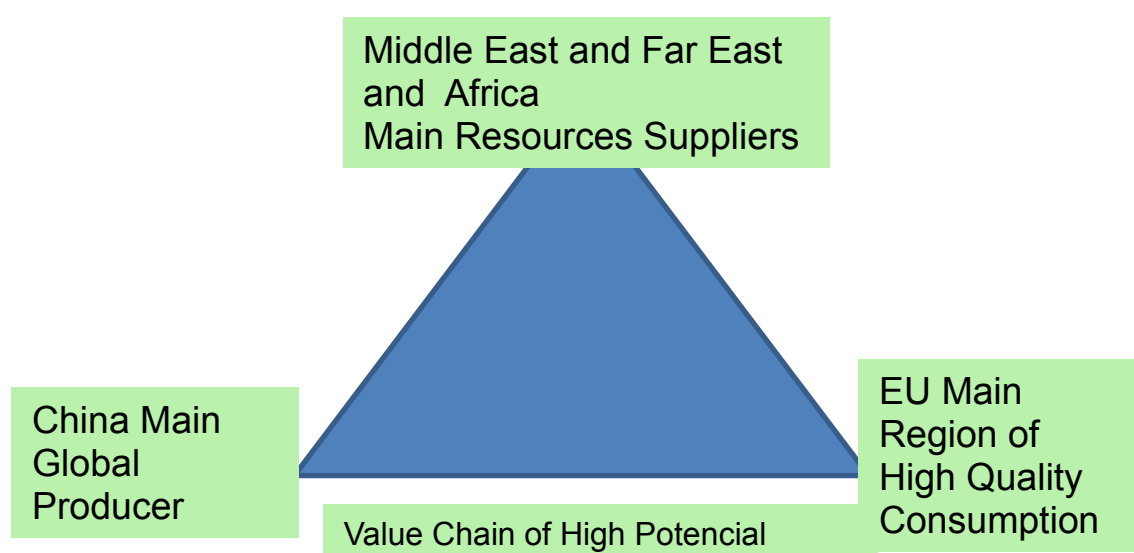 Middle East and Far East
and  Africa
Main Resources Suppliers
China Main
Global
Producer
EU Main
Region of
High Quality
Consumption
Value Chain of High Potencial